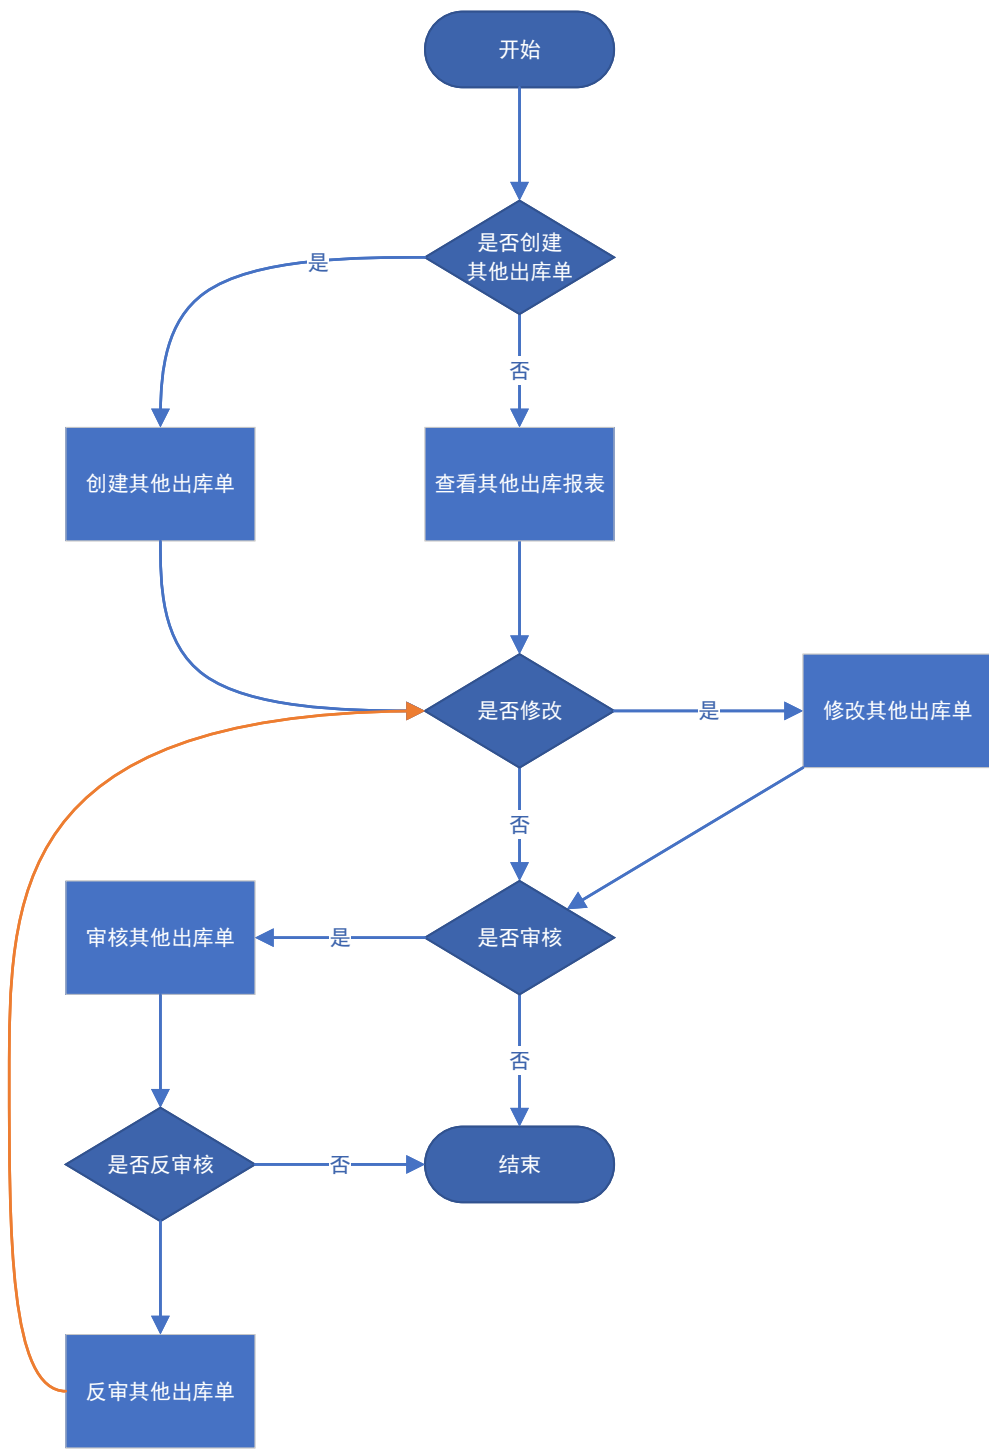 开始
是否创建
其他出库单
是
否
创建其他出库单
查看其他出库报表
是否修改
是
修改其他出库单
否
审核其他出库单
是
是否审核
否
是否反审核
否
结束
反审其他出库单